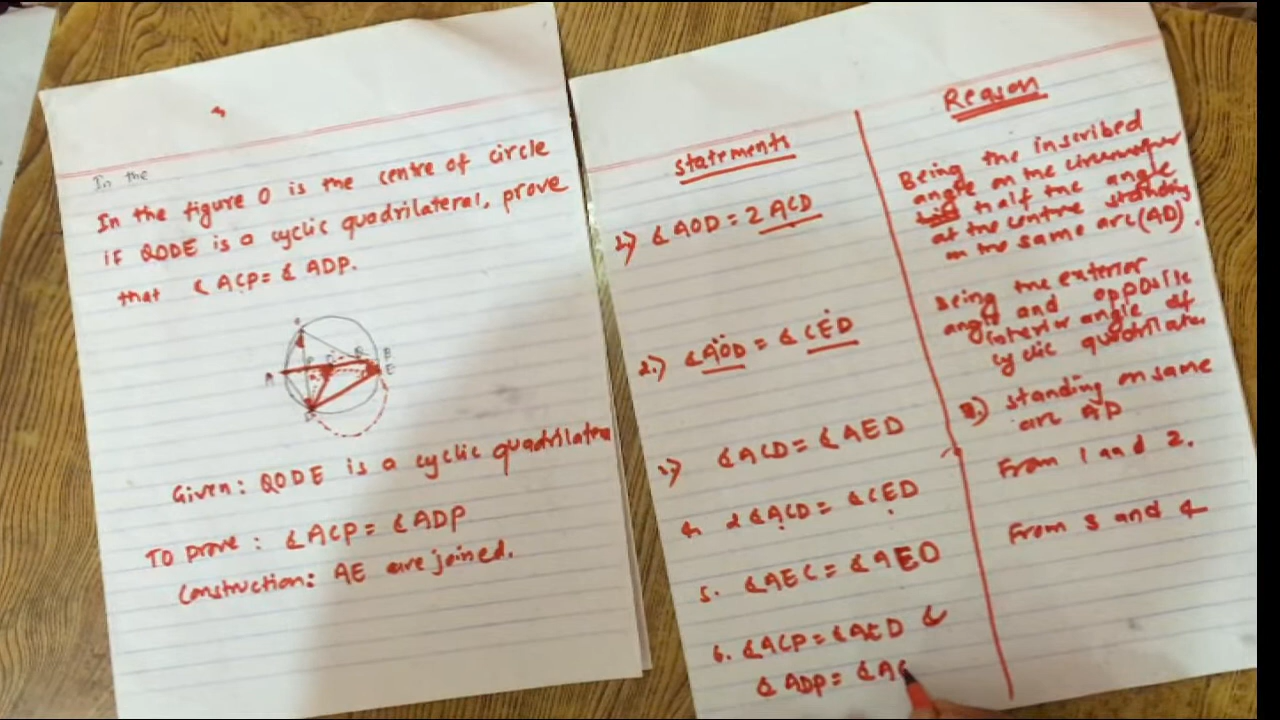 In the
In the figure O is the centre of circle
if QODE is a cyclic quadrilateral, prove
that ∡ ACP = ∡ ADP.
A
E
Given: QODE is a cyclic quadrilatera
To prove : ∡ ACP = ∡ ADP
Construction: AE are joined.
Statements
1.) ∡ AOD = 2 ACD
2.) ∡ AOD = ∡ CED
3.) ∡ ACD = ∡ AED
4. 2∡ ACD = ∡ CED
5. ∡ AEC = ∡ AED
6. ∡ ACP = ∡ AED &
∡ ADP = ∡ A
Reason
Being the inscribed
angle on the
half the angle
at the centre standing
on the same arc (AD).
Being the exterior
angle and opposite
interior angle of
cyclic
3.) standing on same
arc AD
From 1 and 2.
From 3 and 4